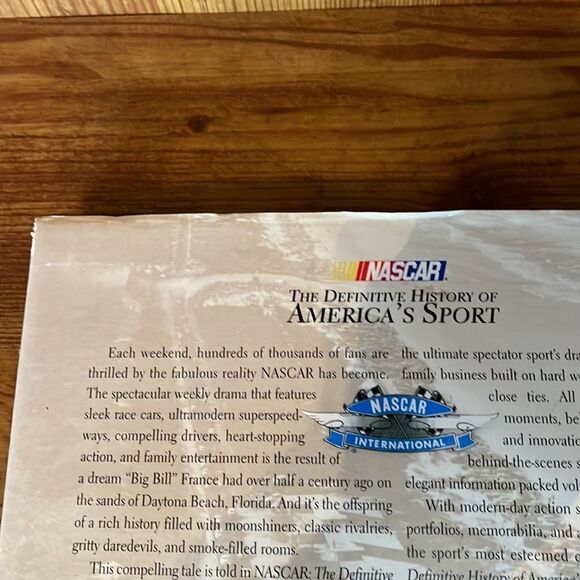 NASCAR
THE DEFINITIVE HISTORY OF
AMERICA'S SPORT
Each weekend, hundreds of thousands of fans are
thrilled by the fabulous reality NASCAR has become.
The spectacular weekly drama that features
sleek race cars, ultramodern superspeed-
ways, compelling drivers, heart-stopping
action, and family entertainment is the result of
a dream "Big Bill" France had over half a century ago on
the sands of Daytona Beach, Florida. And it's the offspring
of a rich history filled with moonshiners, classic rivalries,
gritty daredevils, and smoke-filled rooms.
This compelling tale is told in NASCAR: The Definitive
NASCAR
INTERNATIONAL
the ultimate spectator sport's
family business built on hard
close ties. All
moments,
and
behind-the-scenes
elegant information packed
With modern-day action
portfolios, memorabilia, and
the sport's most esteemed
Definitive History of